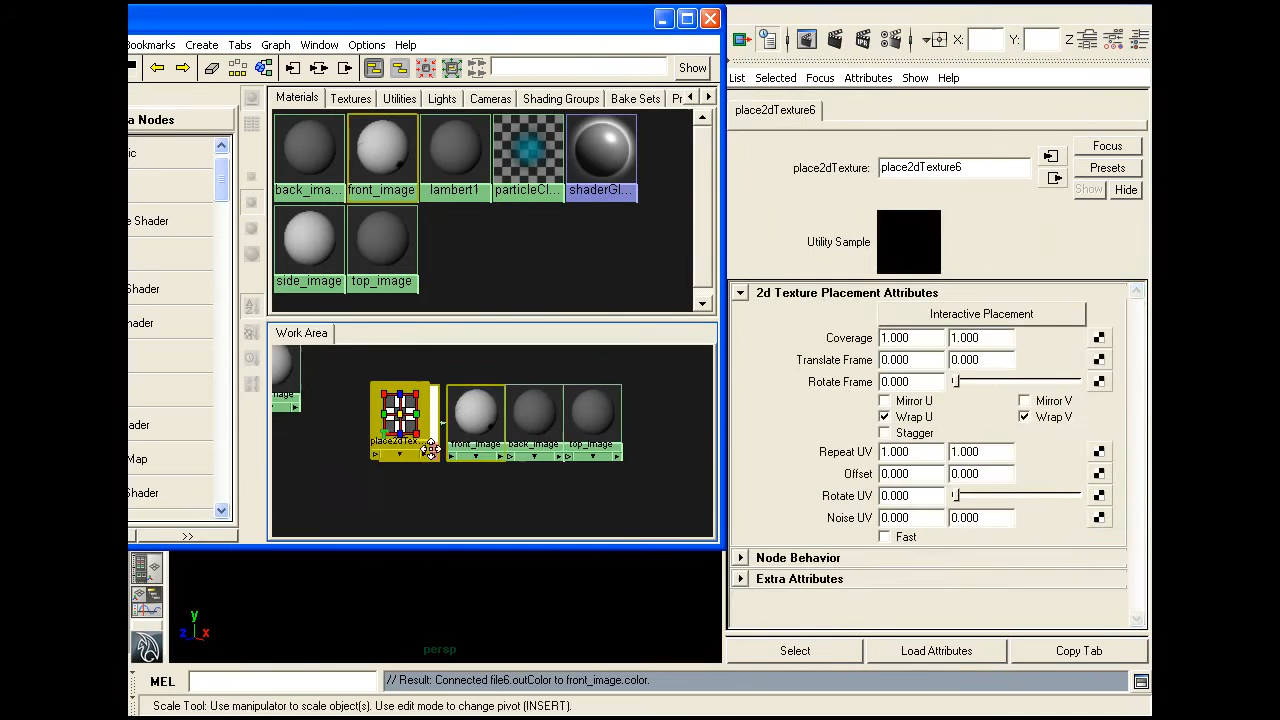 Bookmarks Create Tabs Graph Window Options Help
Show
X: Y: Z
List Selected Focus Attributes Show Help
a Nodes
Materials Textures Utilities Lights Cameras Shading Groups Bake Sets Pr
place2dTexture6
ic
e Shader
Shader
hader
Map
Shader
>>
back_ima... front_image lambert1 particleCl... shaderGl...
side_image top_image
Work Area
place2dTex
front_image back_image top_image
place2dTexture: place2dTexture6
Focus
Presets
Show Hide
Utility Sample
2d Texture Placement Attributes
Interactive Placement
Coverage 1.000 1.000
Translate Frame 0.000 0.000
Rotate Frame 0.000
Mirror U Mirror V
Wrap U Wrap V
Stagger
Repeat UV 1.000 1.000
Offset 0.000 0.000
Rotate UV 0.000
Noise UV 0.000 0.000
Fast
Node Behavior
Extra Attributes
y
z x
persp
Select Load Attributes Copy Tab
MEL // Result: Connected file6.outColor to front_image.color.
Scale Tool: Use manipulator to scale object(s). Use edit mode to change pivot (INSERT)